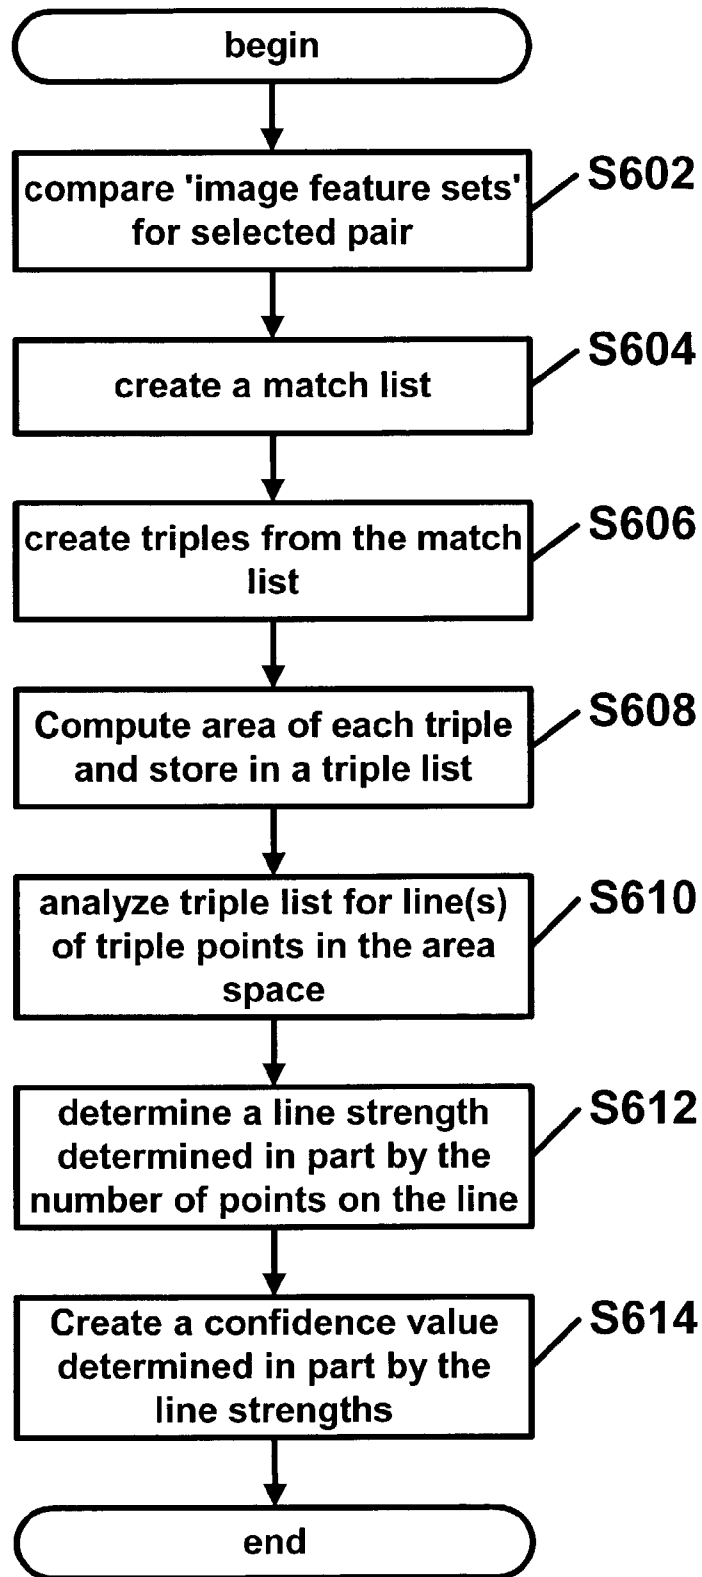 begin
compare 'image feature sets'
for selected pair
S602
create a match list
S604
create triples from the match
list
S606
Compute area of each triple
and store in a triple list
S608
analyze triple list for line(s)
of triple points in the area
space
S610
determine a line strength
determined in part by the
number of points on the line
S612
Create a confidence value
determined in part by the
line strengths
S614
end